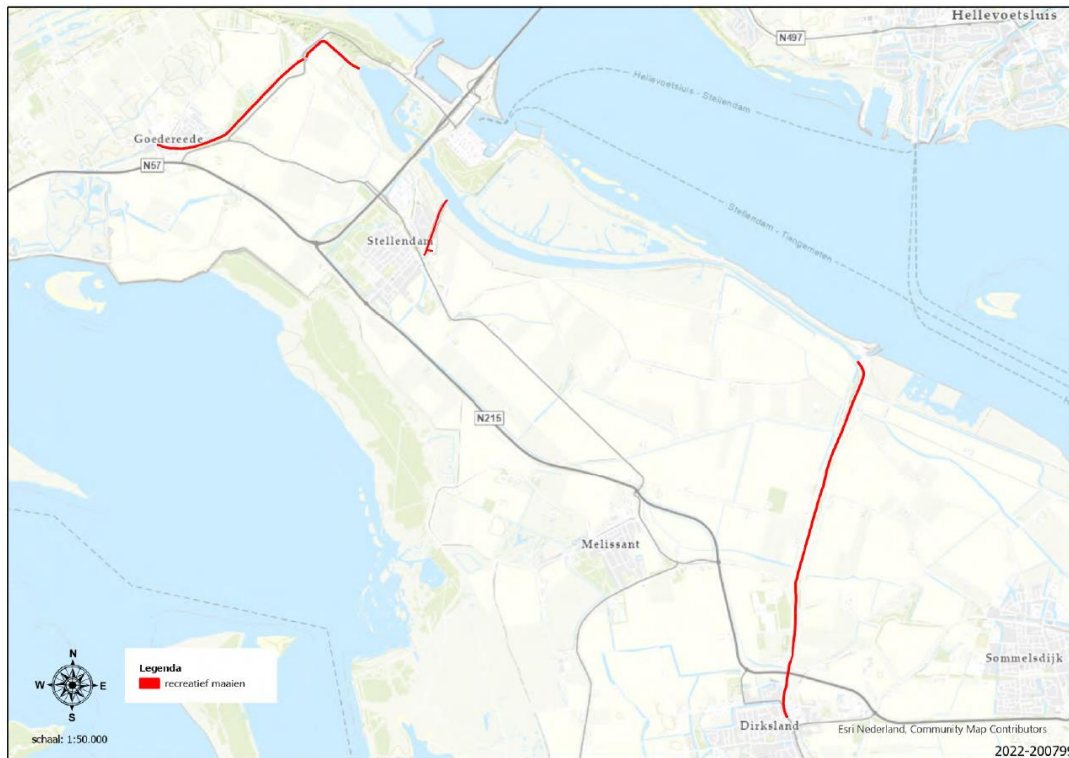 Hellevoetsluis
N497
Hellevoetsluis - Stellendam
Goedereede
N57
Stellendam - Tiengemeten
Stellendam
N215
Melissant
Sommelsdijk
N
W E
S
Legenda
recreatief maaien
Dirksland
schaal: 1:50.000
Esri Nederland, Community Map Contributors
2022-200799